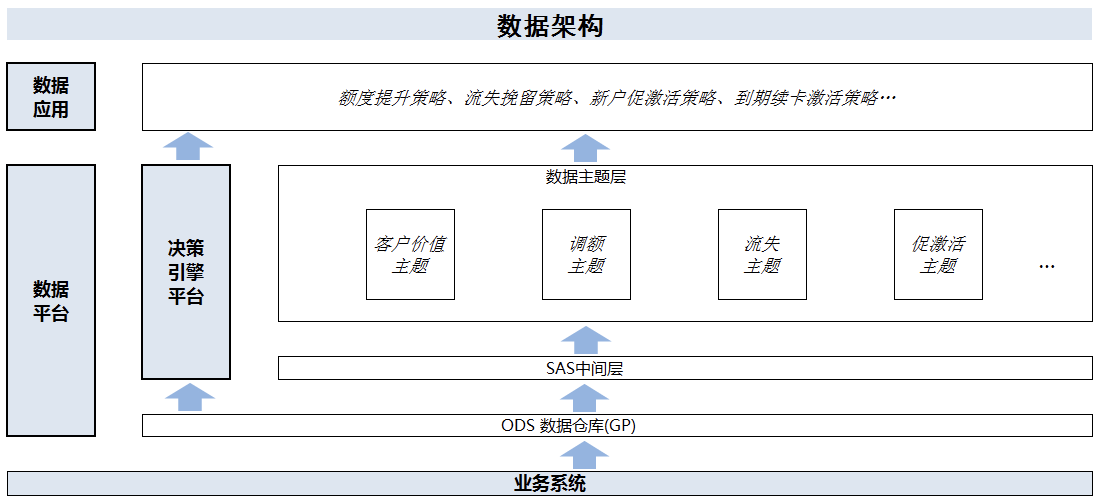 数据架构
数据
应用
额度提升策略、流失挽留策略、新户促激活策略、到期续卡激活策略…
数据
平台
决策
引擎
平台
数据主题层
客户价值
主题
调额
主题
流失
主题
促激活
主题
…
SAS中间层
ODS 数据仓库(GP)
业务系统